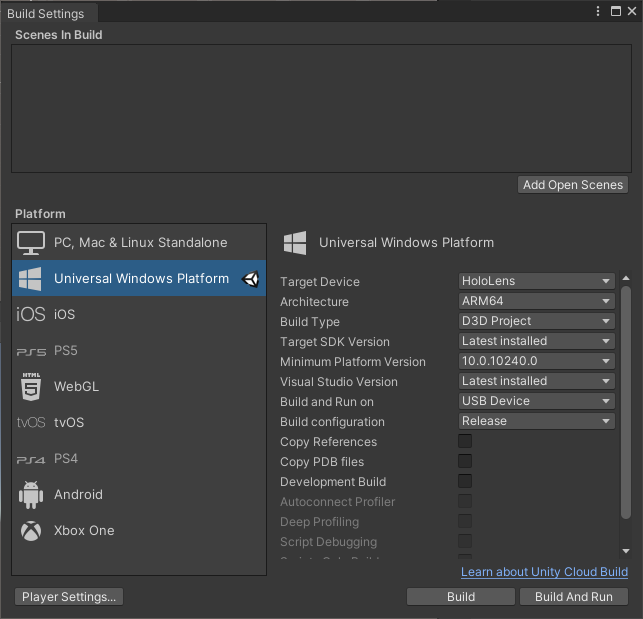 Build Settings
Scenes In Build
Add Open Scenes
Platform
PC, Mac & Linux Standalone
Universal Windows Platform
iOS iOS
PS5 PS5
HTML 5 WebGL
tvOS tvOS
PS4 PS4
Android
Xbox One
Universal Windows Platform
Target Device HoloLens
Architecture ARM64
Build Type D3D Project
Target SDK Version Latest installed
Minimum Platform Version 10.0.10240.0
Visual Studio Version Latest installed
Build and Run on USB Device
Build configuration Release
Copy References
Copy PDB files
Development Build
Autoconnect Profiler
Deep Profiling
Script Debugging
Learn about Unity Cloud Build
Player Settings...
Build
Build And Run